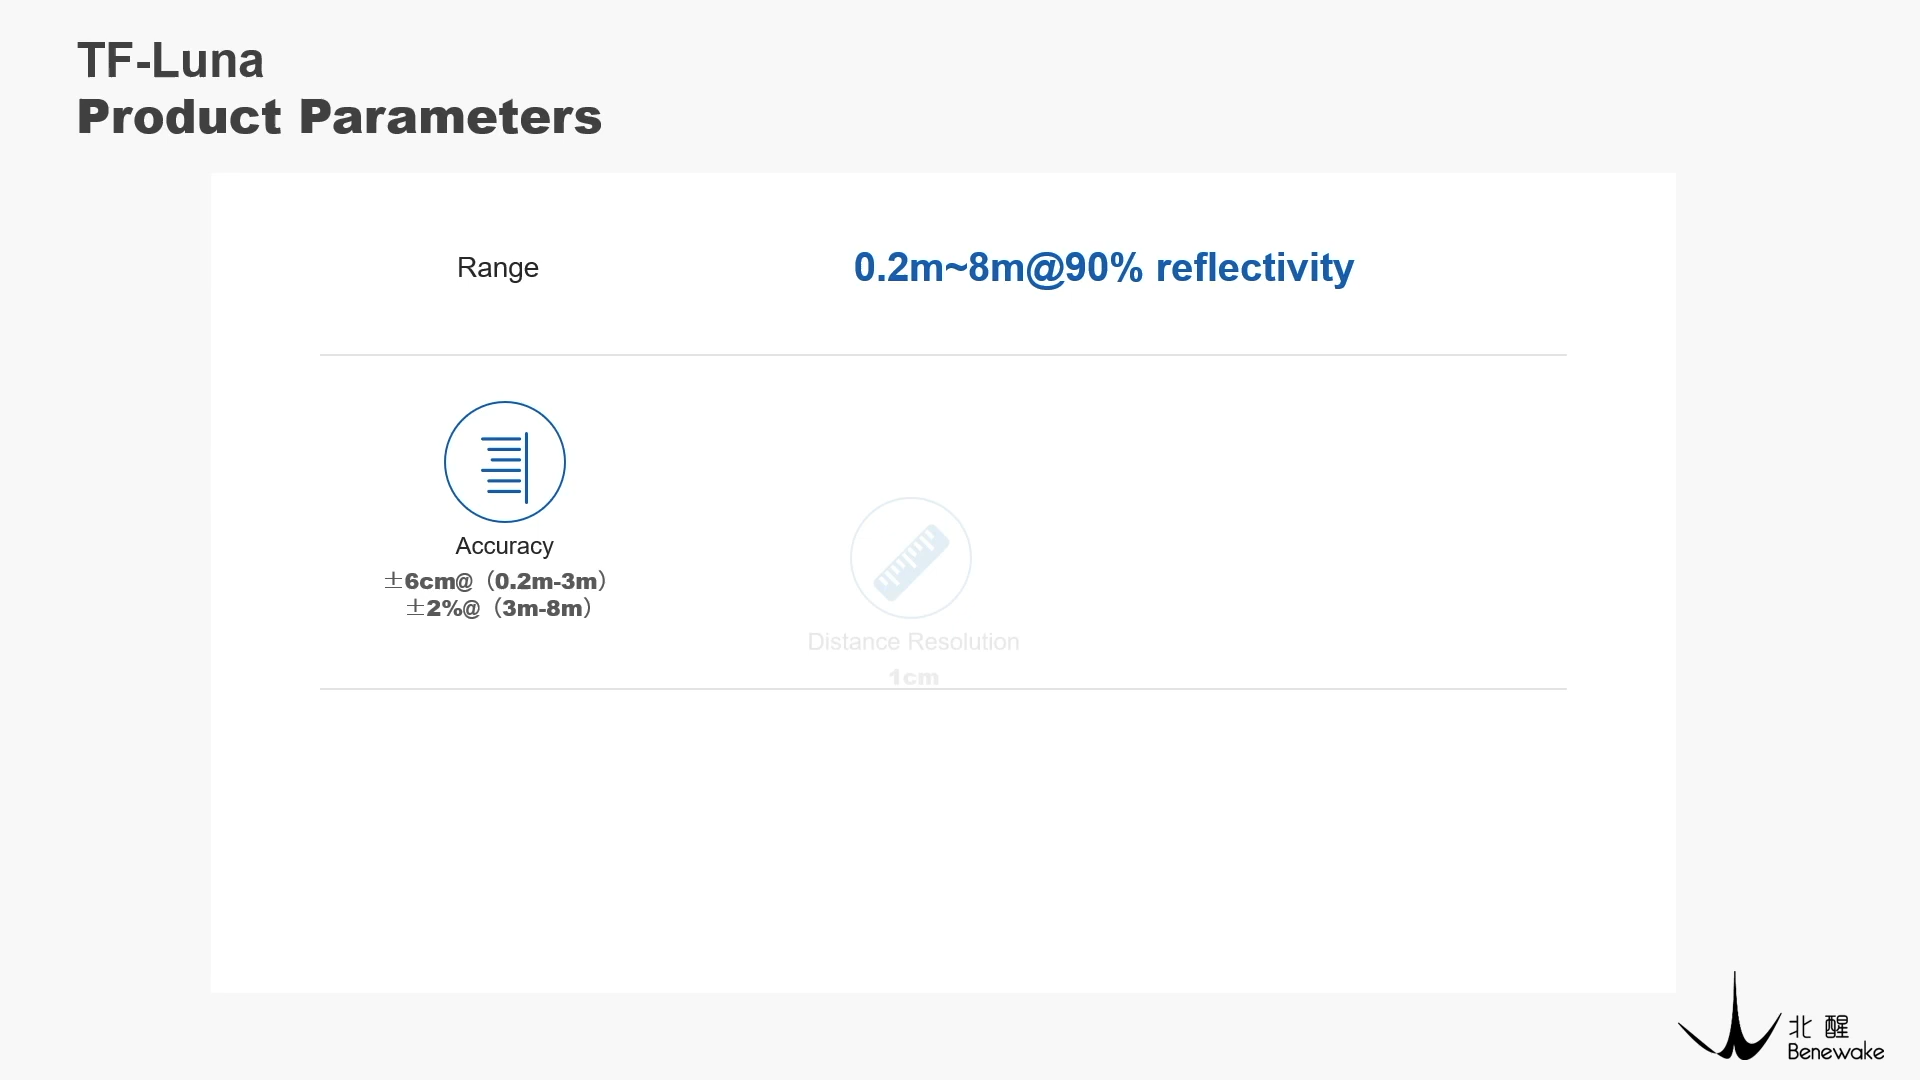 TF-Luna
Product Parameters
Range
0.2m~8m@90% reflectivity
Accuracy
±6cm@（0.2m-3m）
±2%@（3m-8m）
Distance Resolution
1cm
北醒
Benewake